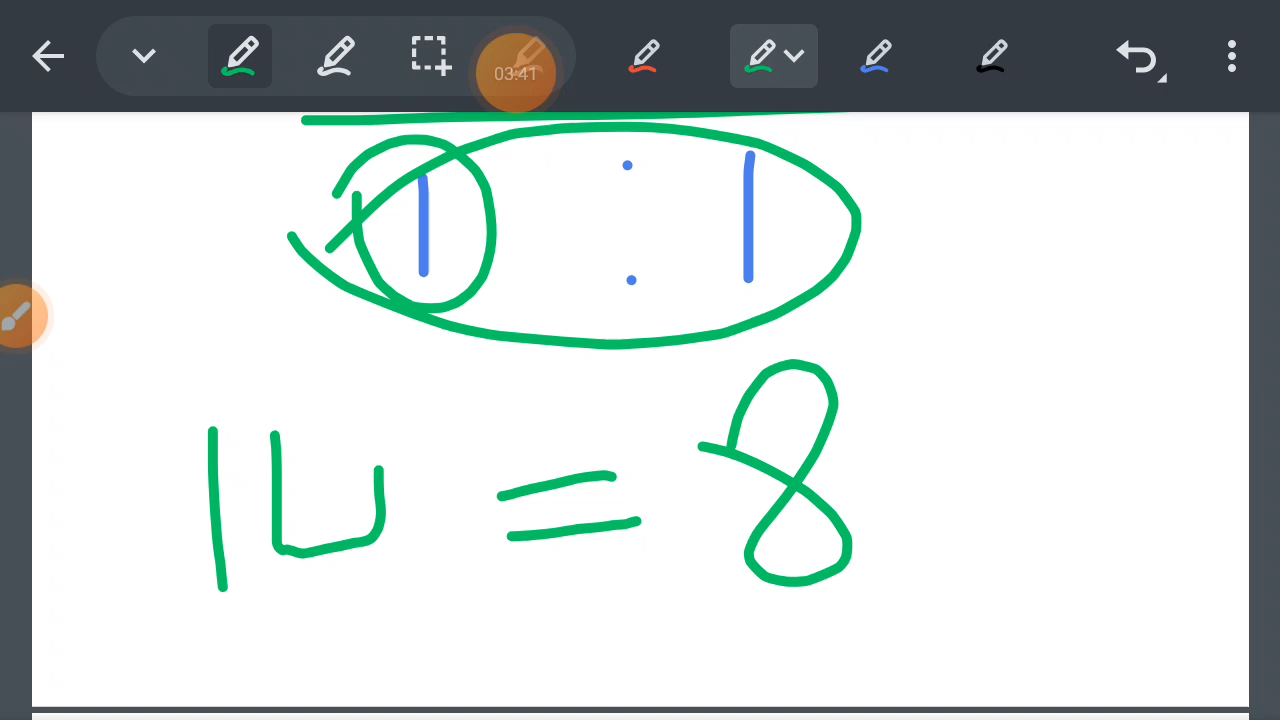 03:41
1 : 1
1u = 8